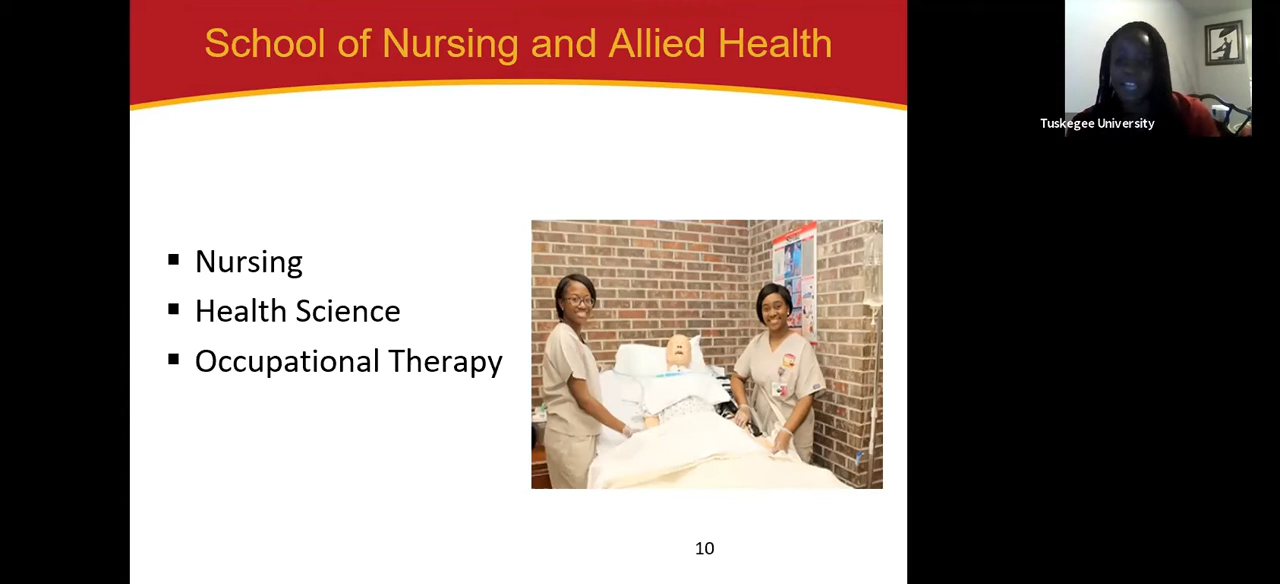 School of Nursing and Allied Health
Tuskegee University
▪ Nursing
▪ Health Science
▪ Occupational Therapy
10